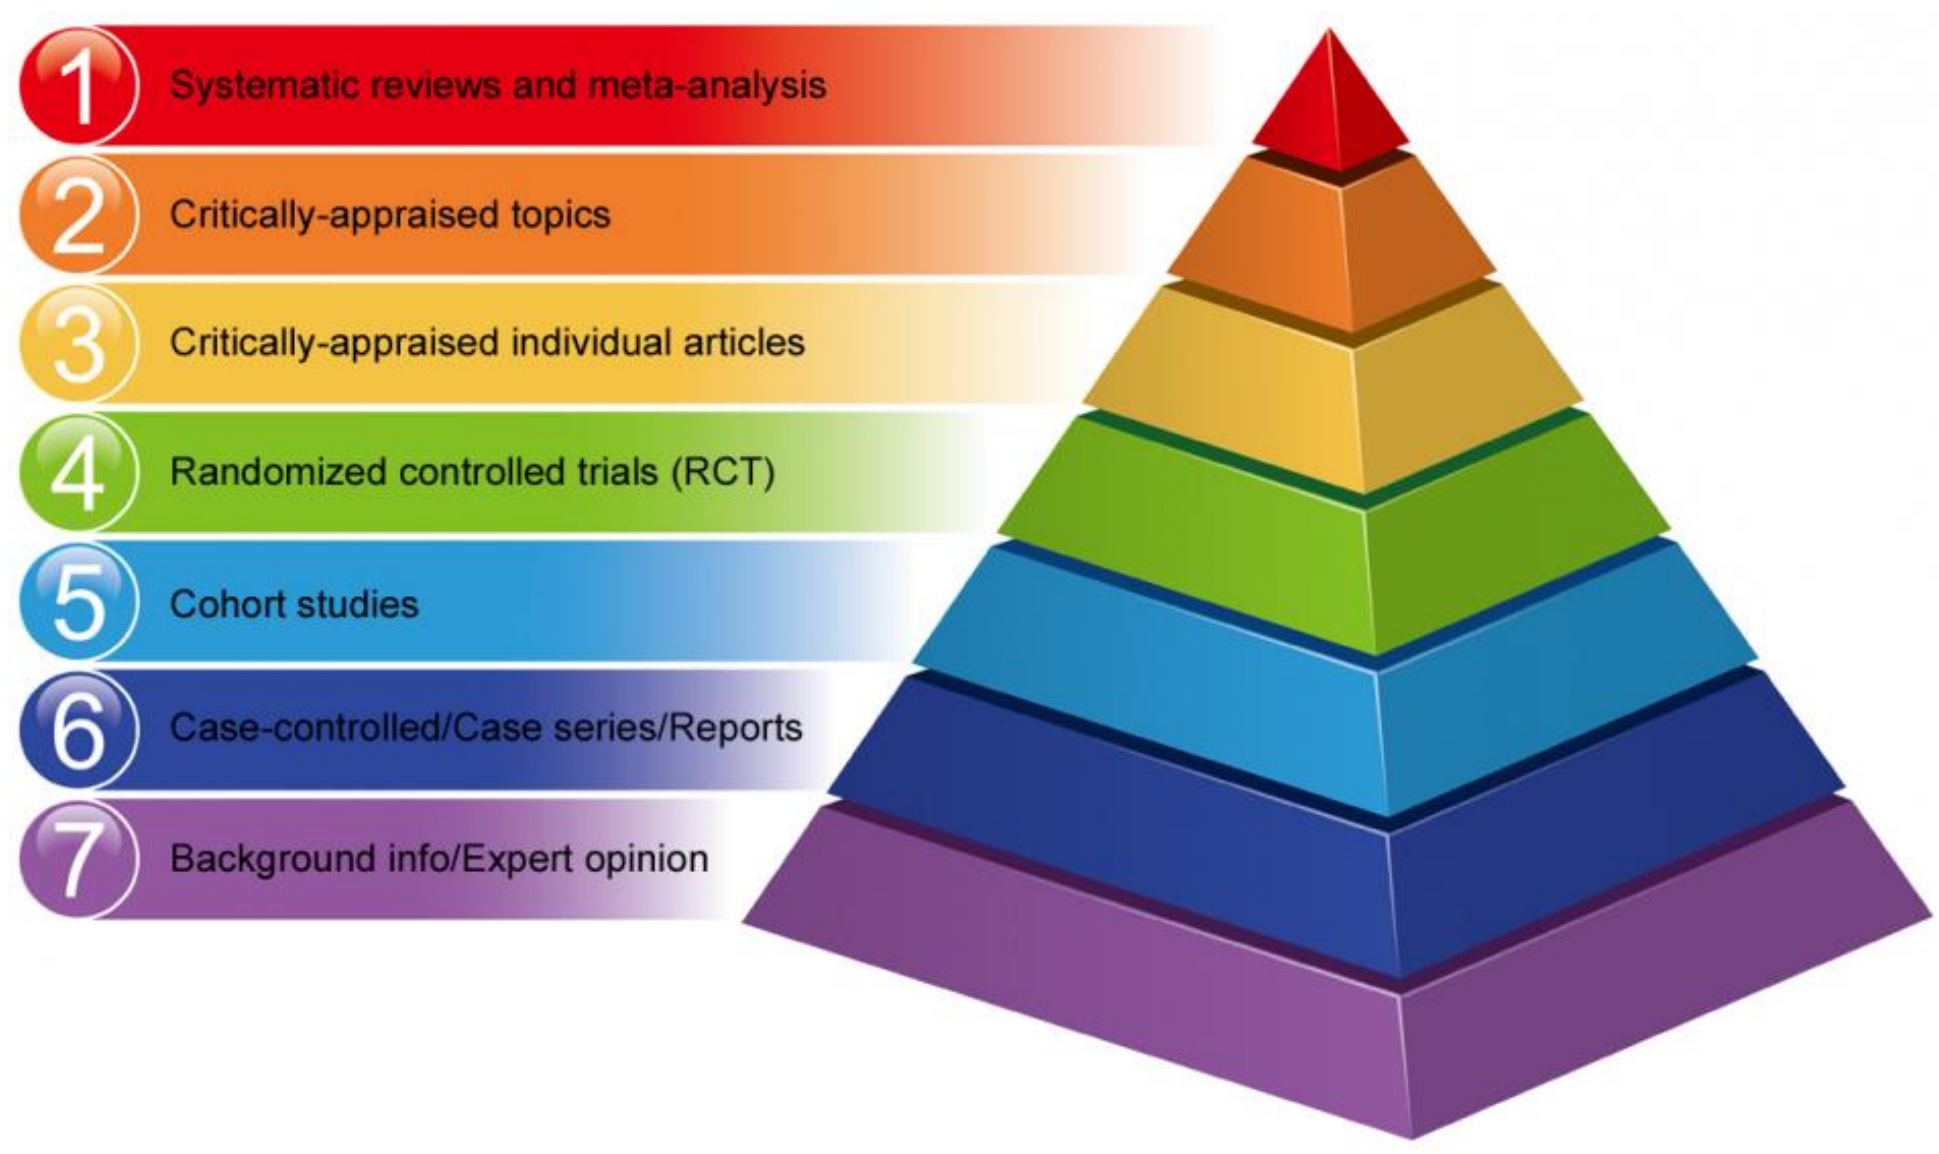 1 Systematic reviews and meta-analysis
2 Critically-appraised topics
3 Critically-appraised individual articles
4 Randomized controlled trials (RCT)
5 Cohort studies
6 Case-controlled/Case series/Reports
7 Background info/Expert opinion